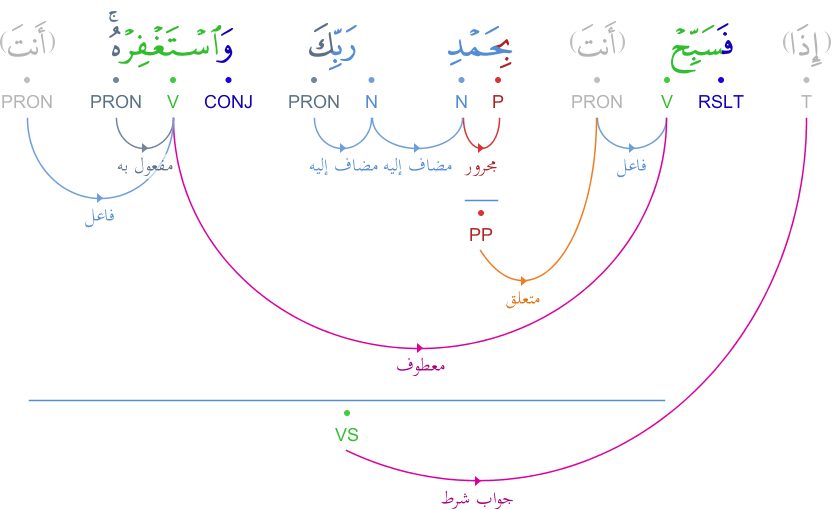 (إِذَا) فَسَبِّحْ (أَنتَ) بِحَمْدِ رَبِّكَ وَٱسْتَغْفِرْهُ ۚ (أَنتَ)
T RSLT V PRON P N N PRON CONJ V PRON PRON
فاعل مجرور مضاف إليه مضاف إليه مفعول به
فاعل
PP
متعلق
معطوف
VS
جواب شرط